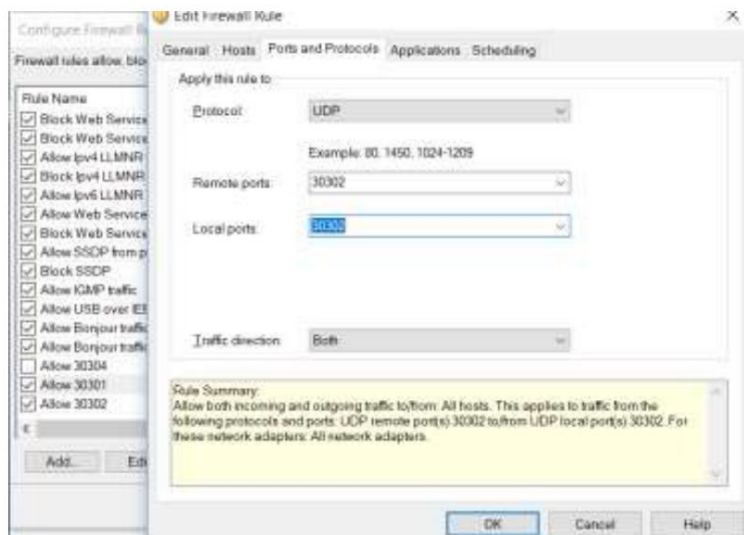 Configure Firewall R
Firewall rules allow, blo
Rule Name
Block Web Service
Block Web Service
Allow Ipv4 LLMNR
Block Ipv4 LLMNR
Allow Ipv6 LLMNR
Allow Web Service
Block Web Service
Allow SSDP from p
Block SSDP
Allow IGMP traffic
Allow USB over IEE
Allow Bonjour traffic
Allow Bonjour traffic
Allow 30304
Allow 30301
Allow 30302
Add...
Edi
Edit Firewall Rule
General Hosts Ports and Protocols Applications Scheduling
Apply this rule to
Protocol: UDP
Example: 80, 1450, 1024-1209
Remote ports: 30302
Local ports: 30302
Traffic direction: Both
Rule Summary:
Allow both incoming and outgoing traffic to/from: All hosts. This applies to traffic from the
following protocols and ports: UDP remote port(s) 30302 to/from UDP local port(s) 30302. For
these network adapters: All network adapters.
OK Cancel Help